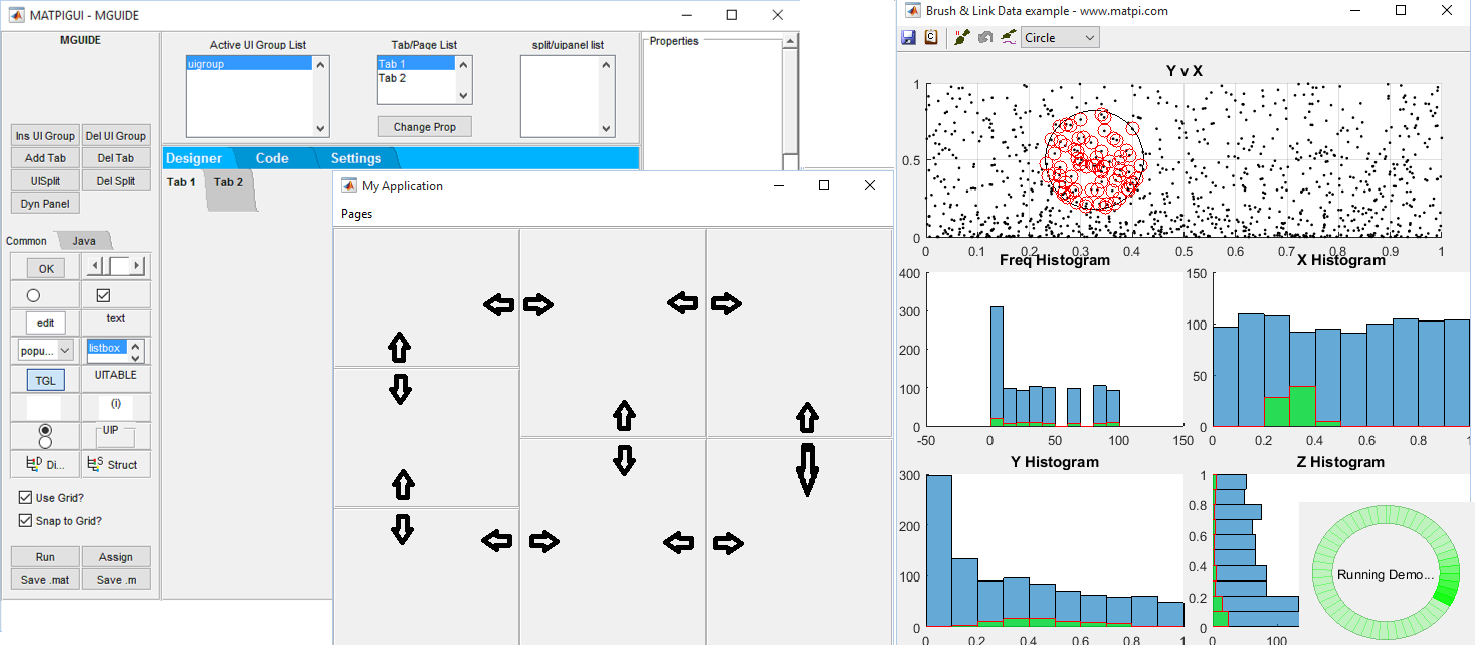 MATPIGUI - MGUIDE
MGUIDE
Ins UI Group Del UI Group
Add Tab Del Tab
UISplit Del Split
Dyn Panel
Common Java
OK
edit text
popu... listbox
TGL UITABLE
(i)
UIP
Di... Struct
Use Grid?
Snap to Grid?
Run Assign
Save .mat Save .m
Active UI Group List Tab/Page List split/uipanel list
uigroup Tab 1
Tab 2
Change Prop
Properties
Designer Code Settings
Tab 1 Tab 2
My Application
Pages
Brush & Link Data example - www.matpi.com
Circle
Y v X
1
0.5
0
0 0.1 0.2 0.3 0.4 0.5 0.6 0.7 0.8 0.9 1
Freq Histogram
400
300
200
100
0
-50 0 50 100 150
X Histogram
150
100
50
0
0 0.2 0.4 0.6 0.8 1
Y Histogram
300
200
100
0
0 0.2 0.4 0.6 0.8 1
Z Histogram
1
0.8
0.6
0.4
0.2
0
0 100
Running Demo...